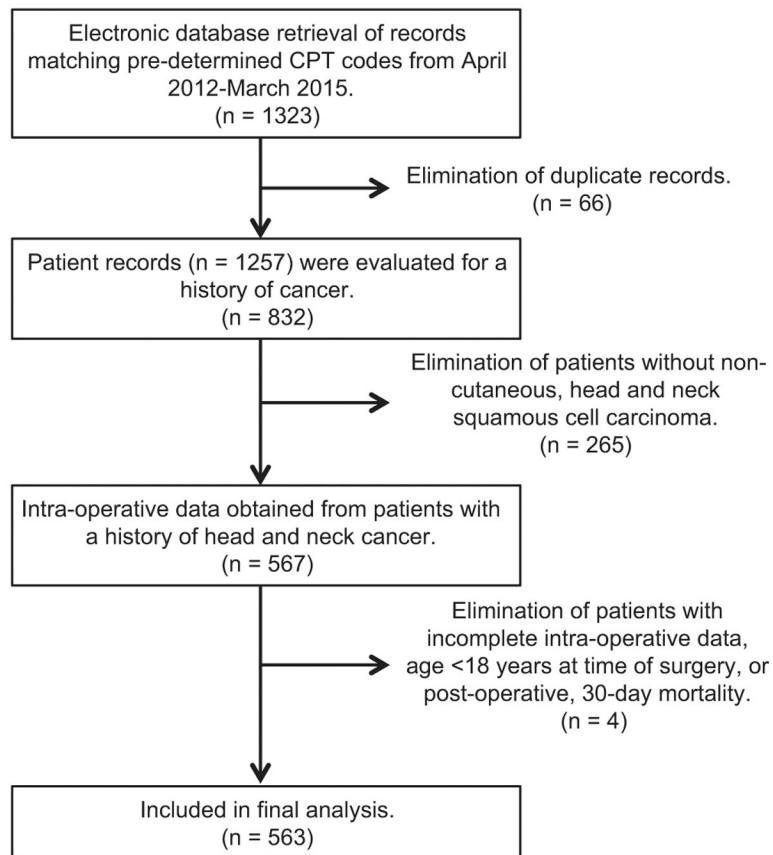 Electronic database retrieval of records
matching pre-determined CPT codes from April
2012-March 2015.
(n = 1323)
Elimination of duplicate records.
(n = 66)
Patient records (n = 1257) were evaluated for a
history of cancer.
(n = 832)
Elimination of patients without non-
cutaneous, head and neck
squamous cell carcinoma.
(n = 265)
Intra-operative data obtained from patients with
a history of head and neck cancer.
(n = 567)
Elimination of patients with
incomplete intra-operative data,
age <18 years at time of surgery, or
post-operative, 30-day mortality.
(n = 4)
Included in final analysis.
(n = 563)